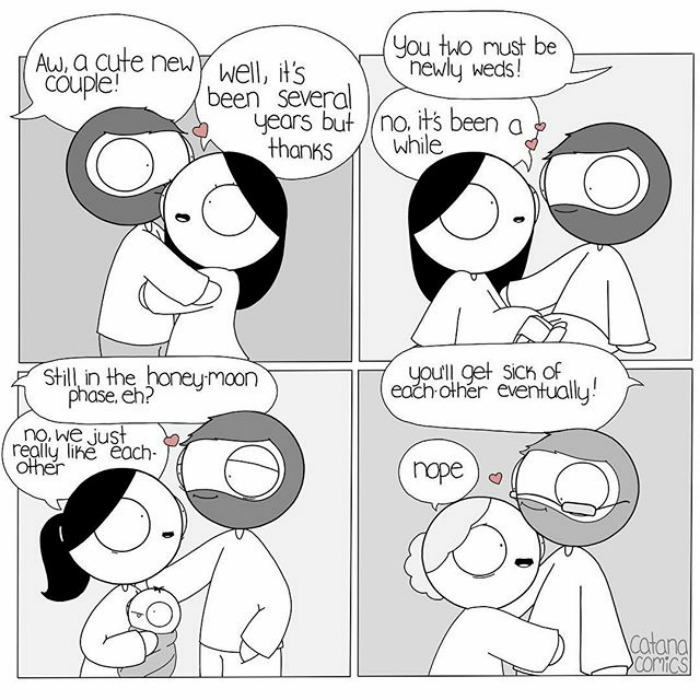 Aw, a cute new
couple!
well, it's
been several
years but
thanks
You two must be
newly weds!
no, it's been a
while
Still in the honey-moon
phase, eh?
no, we just
really like each-
other
you'll get sick of
each-other eventually!
nope
Catana
comics